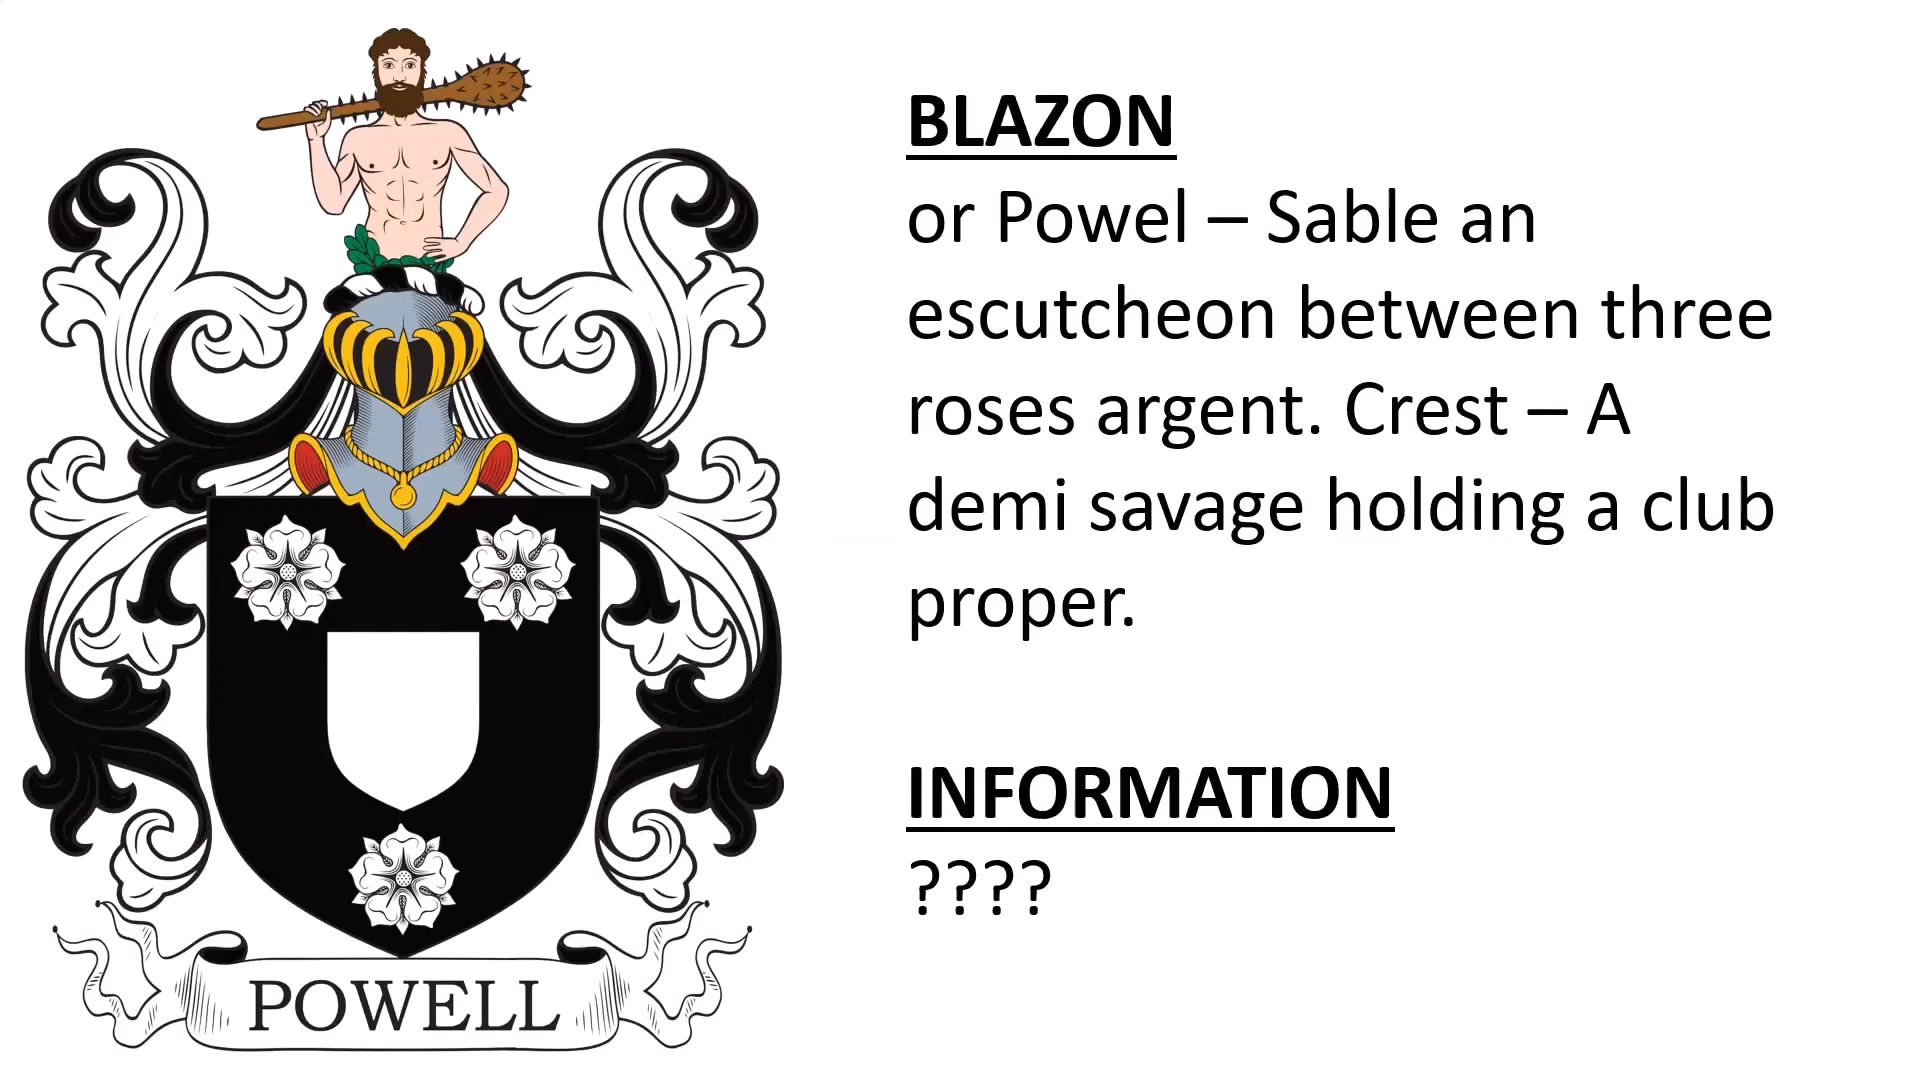 BLAZON
or Powel – Sable an
escutcheon between three
roses argent. Crest – A
demi savage holding a club
proper.
INFORMATION
????
POWELL